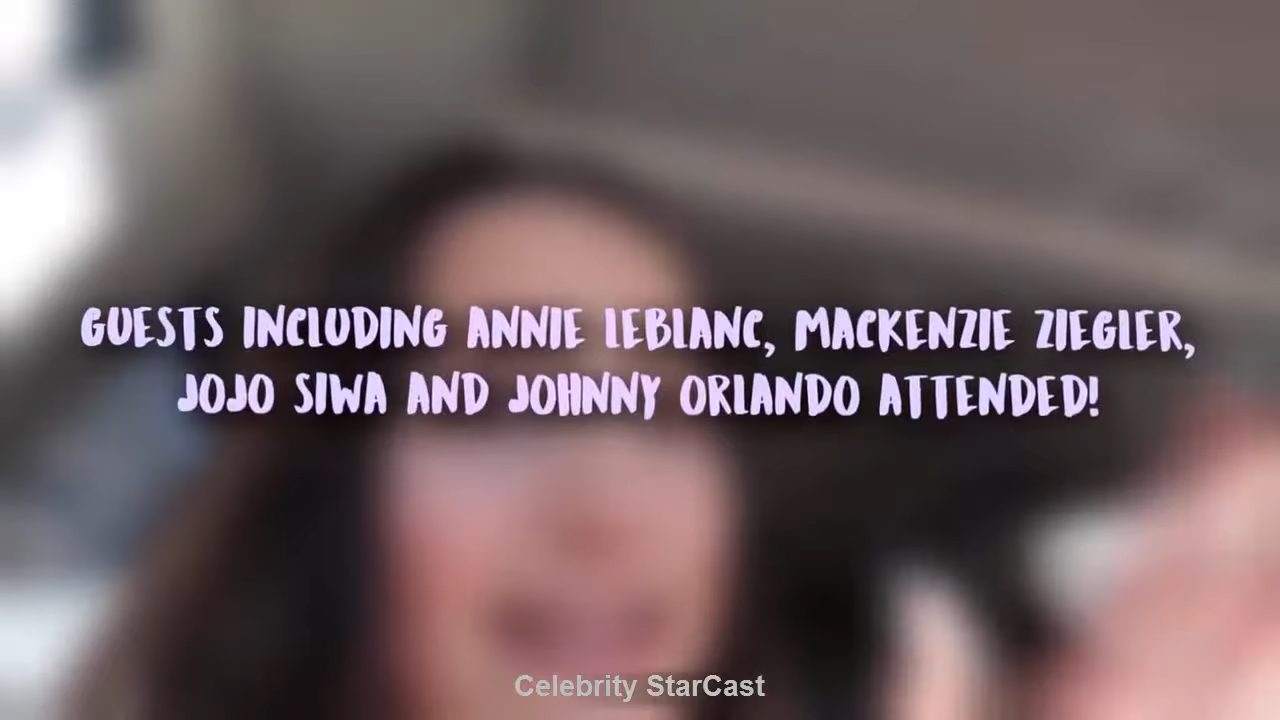 GUESTS INCLUDING ANNIE LEBLANC, MACKENZIE ZIEGLER,
JOJO SIWA AND JOHNNY ORLANDO ATTENDED!
Celebrity StarCast